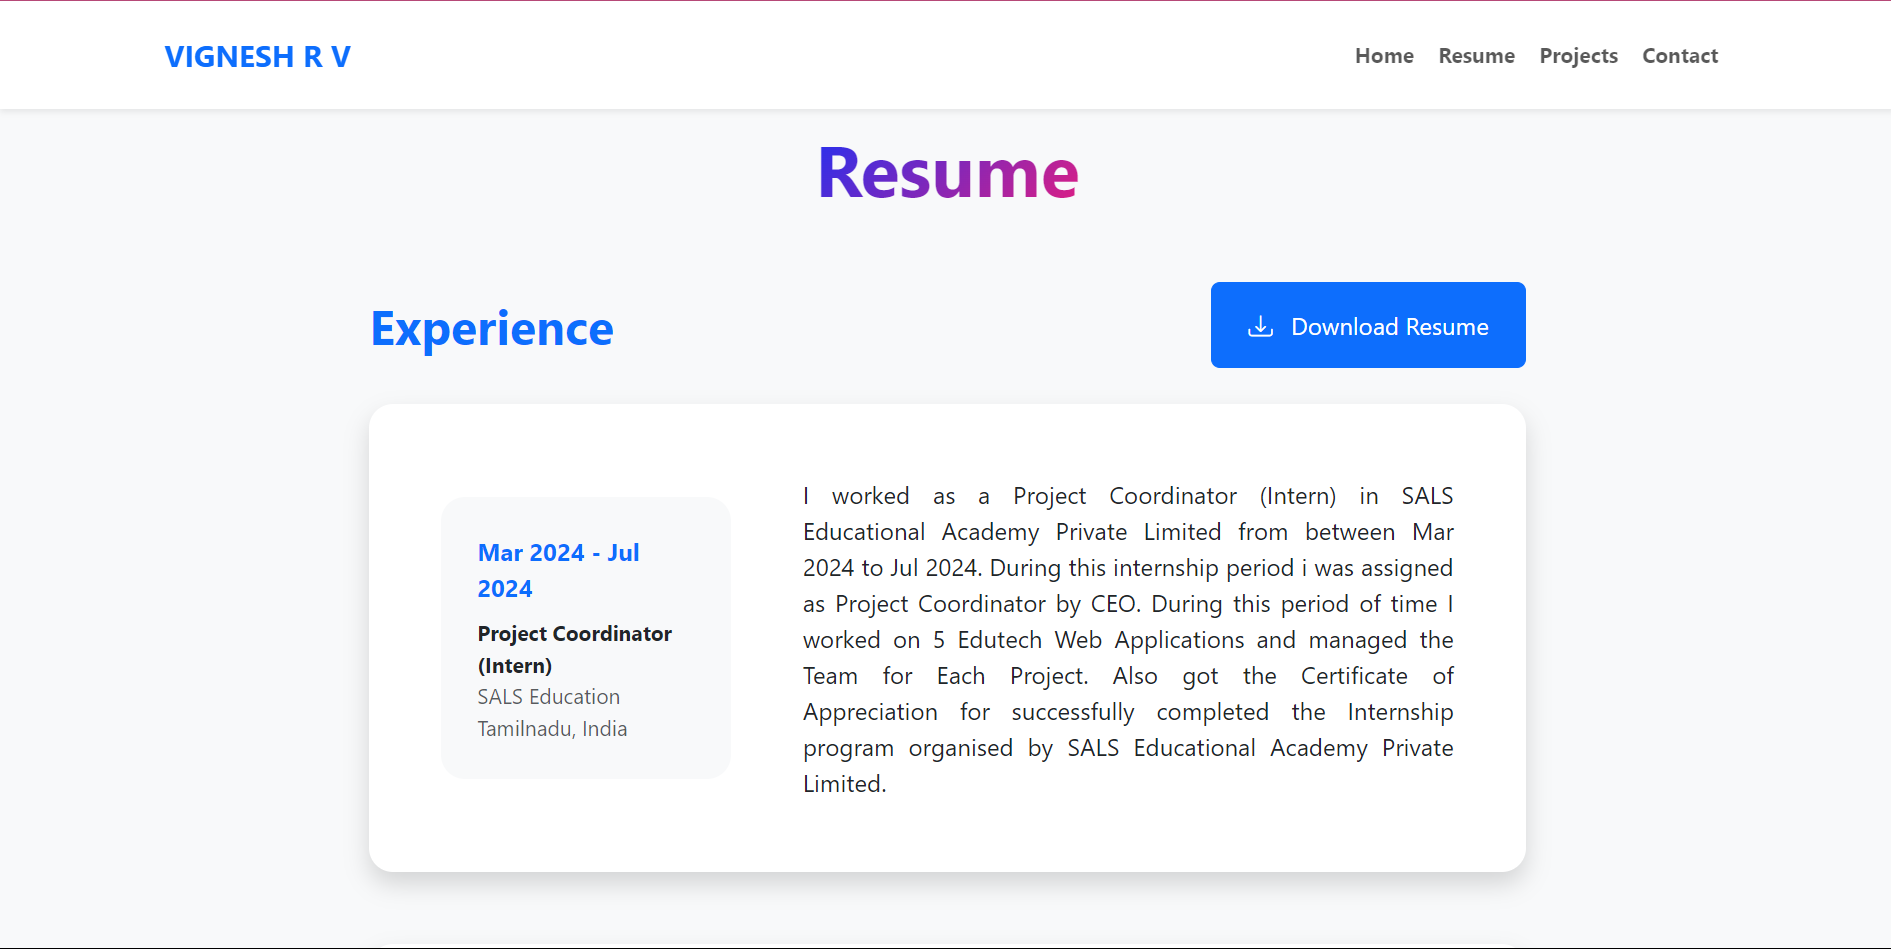 VIGNESH R V
Home Resume Projects Contact
Resume
Experience
Download Resume
Mar 2024 - Jul
2024
Project Coordinator
(Intern)
SALS Education
Tamilnadu, India
I worked as a Project Coordinator (Intern) in SALS
Educational Academy Private Limited from between Mar
2024 to Jul 2024. During this internship period i was assigned
as Project Coordinator by CEO. During this period of time I
worked on 5 Edutech Web Applications and managed the
Team for Each Project. Also got the Certificate of
Appreciation for successfully completed the Internship
program organised by SALS Educational Academy Private
Limited.